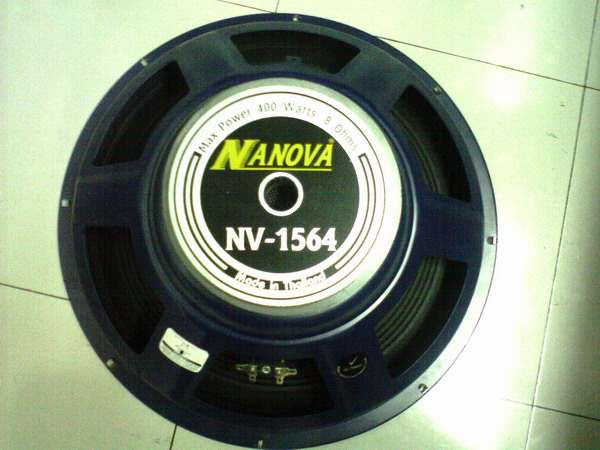 Max Power 400 Watts 8 Ohms
NANOVA
NV-1564
Made in Thailand